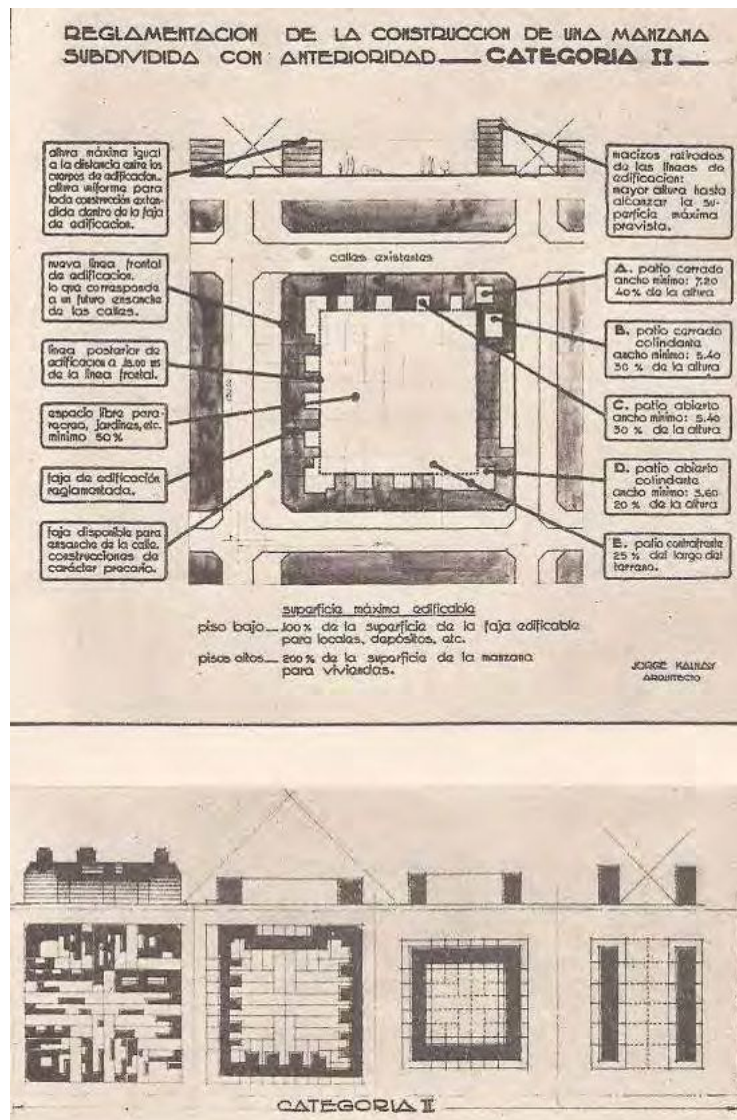 REGLAMENTACION DE LA CONSTRUCCION DE UNA MANZANA
SUBDIVIDIDA CON ANTERIORIDAD — CATEGORIA II —
altura máxima igual
a la distancia entre los
cuerpos de edificacion.
altura uniforme para
toda construcción exten-
dida dentro de la faja
de edificacion.
nueva línea frontal
de edificacion.
lo que corresponde
a un futuro ensanche
de las calles.
línea posterior de
edificacion a 25.00 ms
de la línea frontal.
espacio libre para
recreo, jardines, etc.
mínimo 50%
faja de edificación
reglamentada.
faja disponible para
ensanche de la calle.
construcciones de
carácter precario.
calles existentes
macizos retirados
de las líneas de
edificacion:
mayor altura hasta
alcanzar la su-
perficie máxima
prevista.
A. patio cerrado
ancho mínimo: 7.20
40% de la altura
B. patio cerrado
colindante
ancho mínimo: 5.40
30% de la altura
C. patio abierto
ancho mínimo: 5.40
30% de la altura
D. patio abierto
colindante
ancho mínimo: 3.60
20% de la altura
E. patio contrafrente
25% del largo del
terreno.
superficie máxima edificable
piso bajo — 100% de la superficie de la faja edificable
para locales, depósitos, etc.
pisos altos — 200% de la superficie de la manzana
para viviendas.
JORGE KALNAY
ARQUITECTO
CATEGORIA II